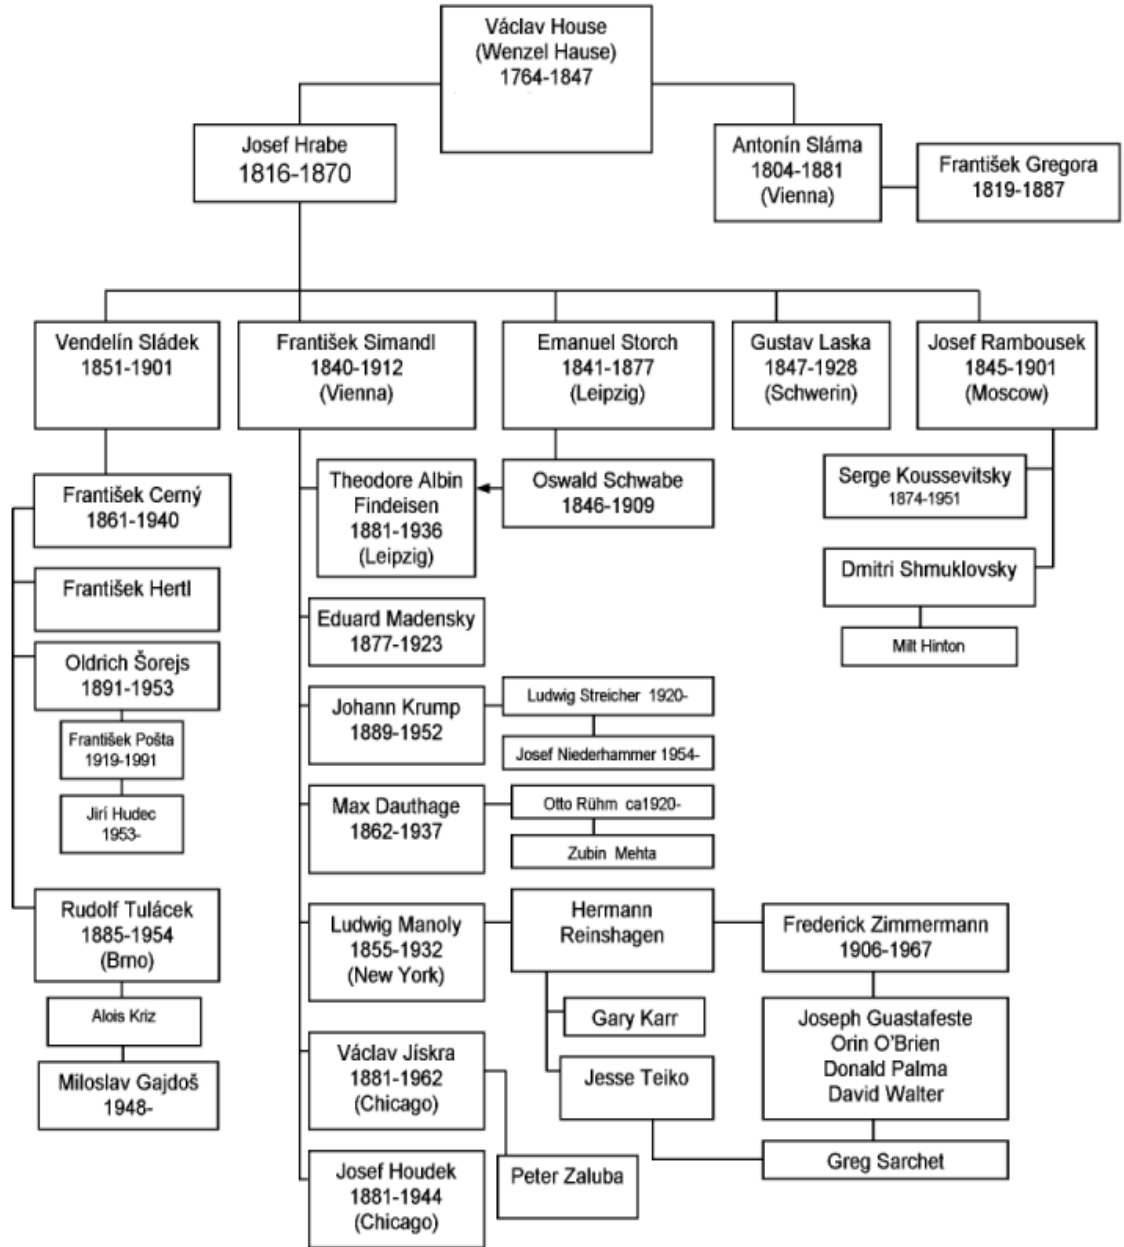 Václav House
(Wenzel Hause)
1764-1847
Josef Hrabe
1816-1870
Antonín Sláma
1804-1881
(Vienna)
František Gregora
1819-1887
Vendelín Sládek
1851-1901
František Simandl
1840-1912
(Vienna)
Emanuel Storch
1841-1877
(Leipzig)
Gustav Laska
1847-1928
(Schwerin)
Josef Rambousek
1845-1901
(Moscow)
František Cerný
1861-1940
Theodore Albin
Findeisen
1881-1936
(Leipzig)
Oswald Schwabe
1846-1909
Serge Koussevitsky
1874-1951
Dmitri Shmuklovsky
Milt Hinton
František Hertl
Oldrich Šorejs
1891-1953
František Pošta
1919-1991
Jirí Hudec
1953-
Rudolf Tulácek
1885-1954
(Brno)
Alois Kriz
Miloslav Gajdoš
1948-
Eduard Madensky
1877-1923
Johann Krump
1889-1952
Ludwig Streicher 1920-
Josef Niederhammer 1954-
Max Dauthage
1862-1937
Otto Rühm ca1920-
Zubin Mehta
Ludwig Manoly
1855-1932
(New York)
Hermann
Reinshagen
Frederick Zimmermann
1906-1967
Gary Karr
Jesse Teiko
Joseph Guastafeste
Orin O'Brien
Donald Palma
David Walter
Greg Sarchet
Václav Jískra
1881-1962
(Chicago)
Peter Zaluba
Josef Houdek
1881-1944
(Chicago)